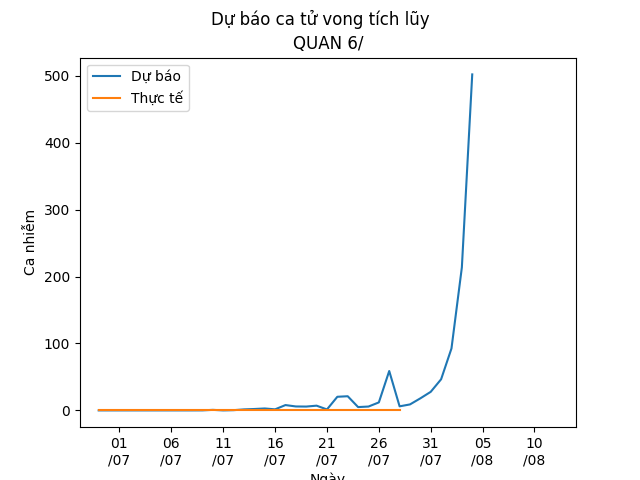 Dự báo ca tử vong tích lũy
QUAN 6/
Dự báo
Thực tế
Ca nhiễm
500
400
300
200
100
0
01 06 11 16 21 26 31 05 10
/07 /07 /07 /07 /07 /07 /07 /08 /08
Ngày